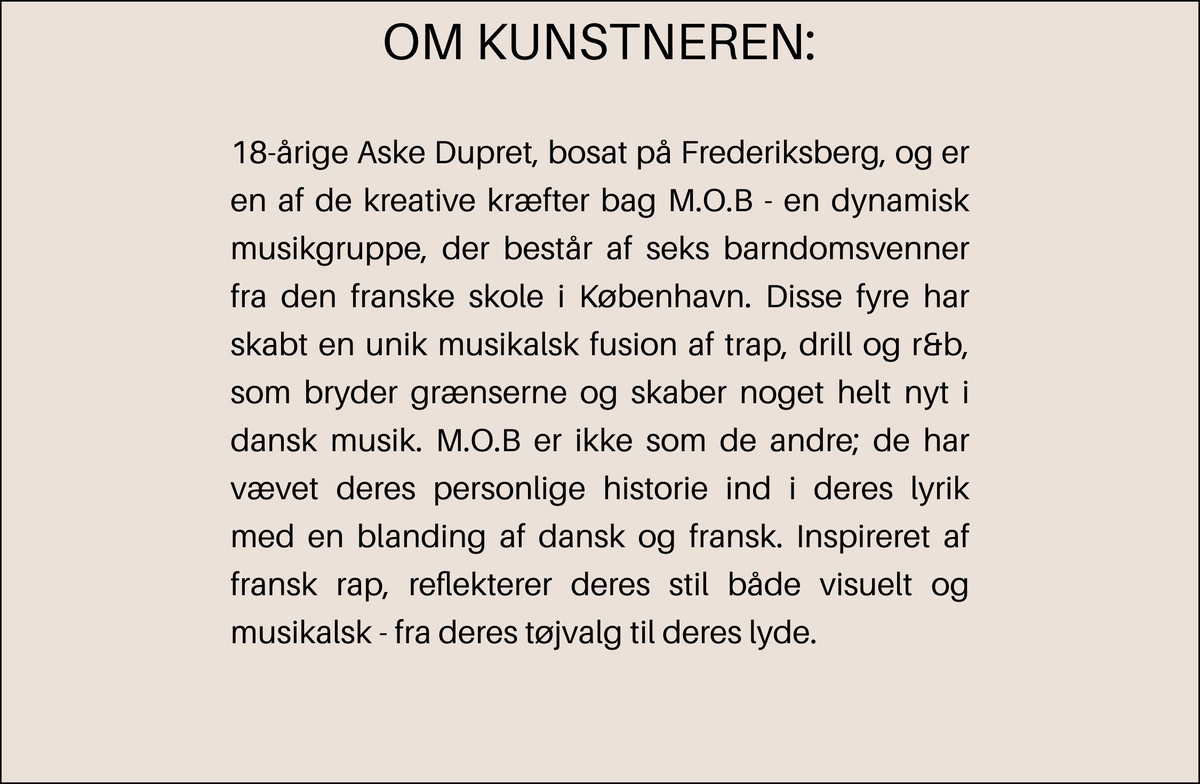 OM KUNSTNEREN:
18-årige Aske Dupret, bosat på Frederiksberg, og er
en af de kreative kræfter bag M.O.B - en dynamisk
musikgruppe, der består af seks barndomsvenner
fra den franske skole i København. Disse fyre har
skabt en unik musikalsk fusion af trap, drill og r&b,
som bryder grænserne og skaber noget helt nyt i
dansk musik. M.O.B er ikke som de andre; de har
vævet deres personlige historie ind i deres lyrik
med en blanding af dansk og fransk. Inspireret af
fransk rap, reflekterer deres stil både visuelt og
musikalsk - fra deres tøjvalg til deres lyde.